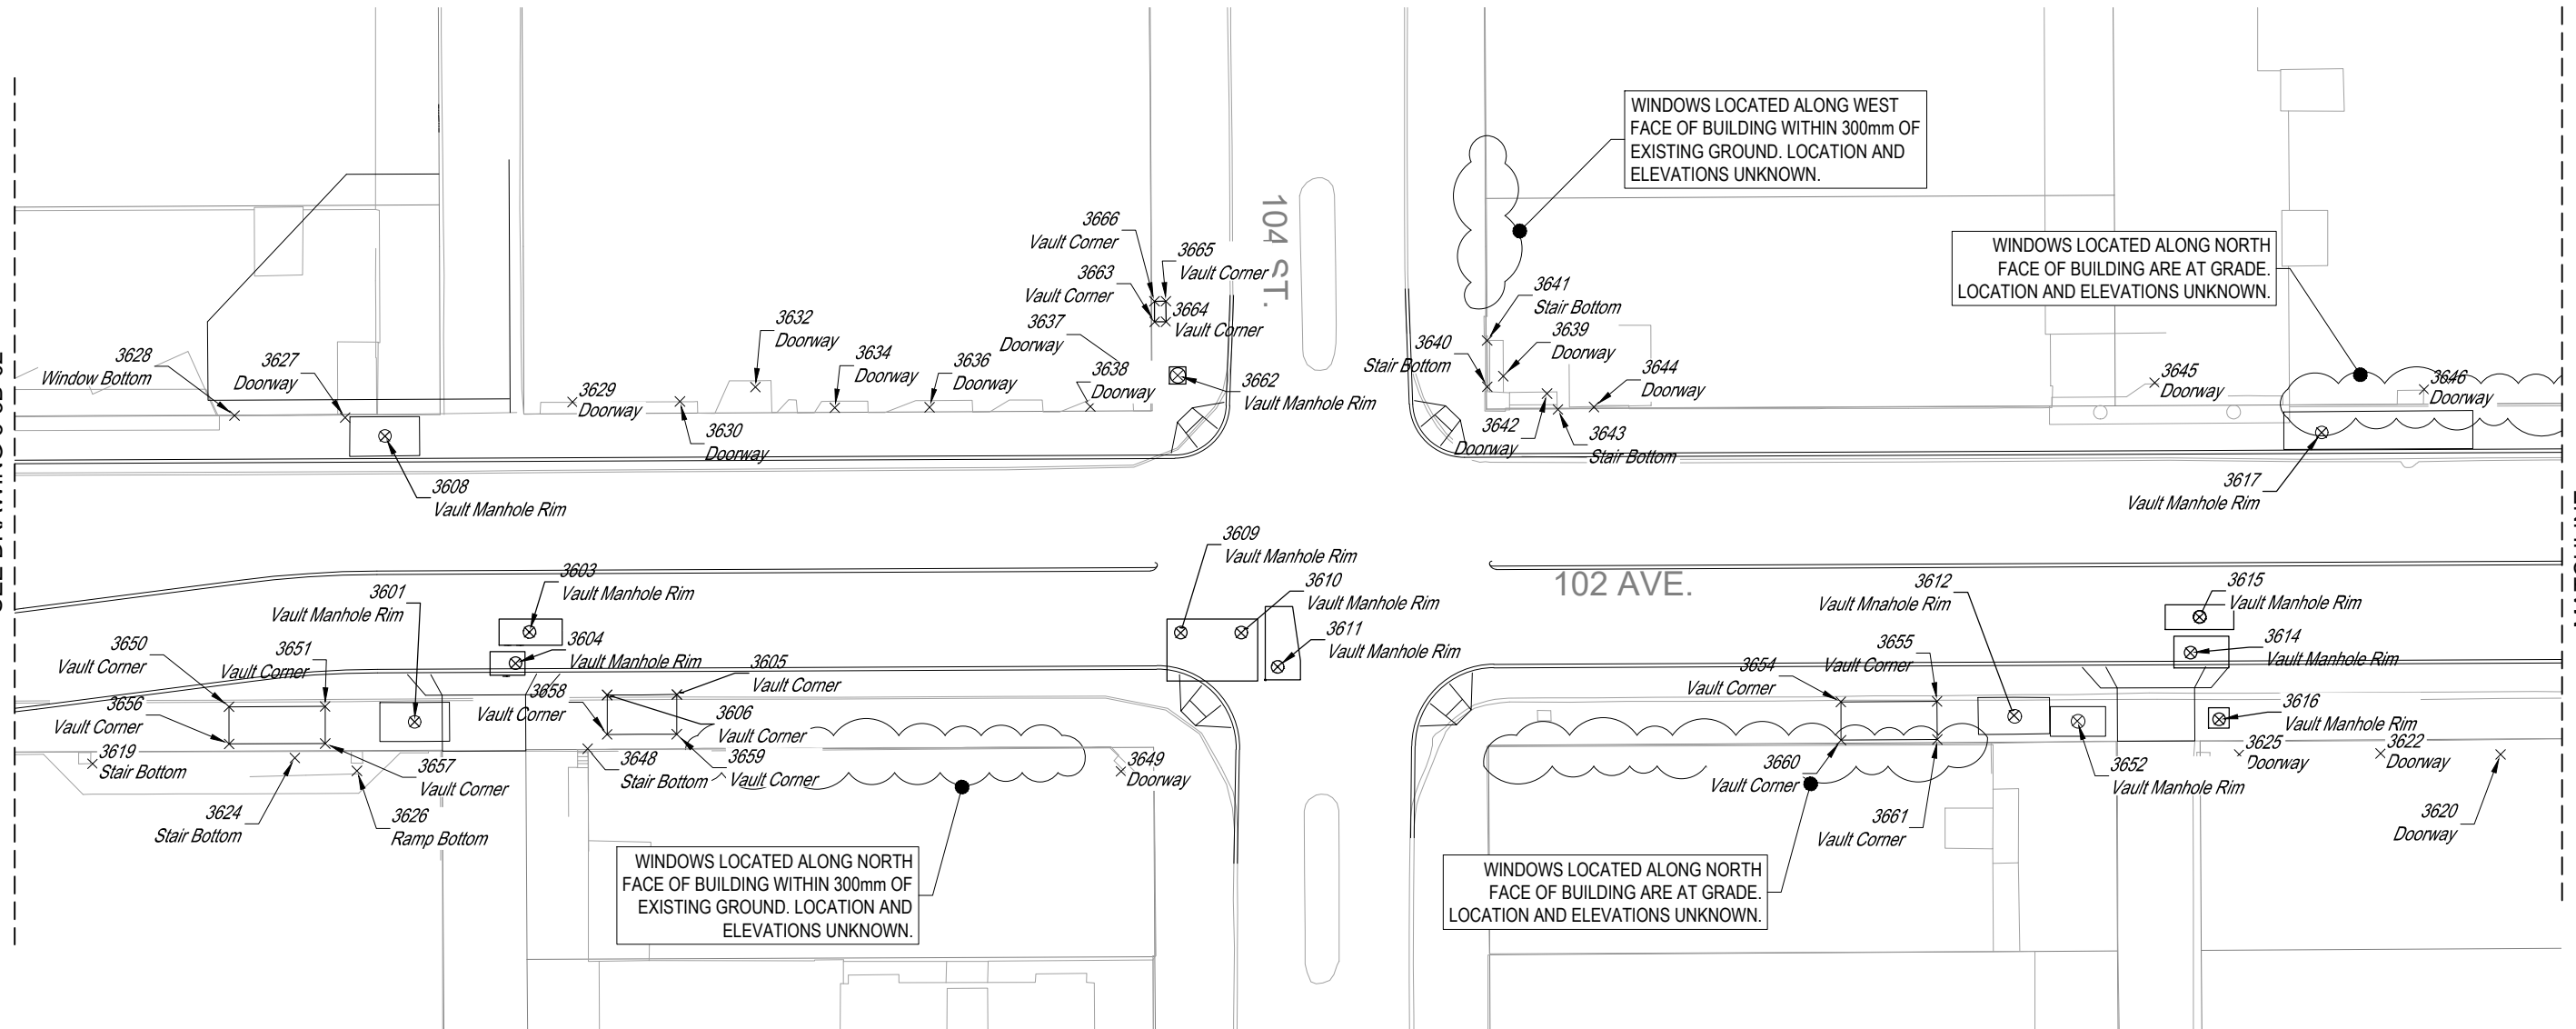 WINDOWS LOCATED ALONG WEST
FACE OF BUILDING WITHIN 300mm OF
EXISTING GROUND. LOCATION AND
ELEVATIONS UNKNOWN.
104 ST.
3666
Vault Corner
3665
Vault Corner
3663
Vault Corner
3664
Vault Corner
WINDOWS LOCATED ALONG NORTH
FACE OF BUILDING ARE AT GRADE.
LOCATION AND ELEVATIONS UNKNOWN.
3641
Stair Bottom
3632
Doorway
3637
Doorway
3639
Doorway
3640
Stair Bottom
3628
Window Bottom
3627
Doorway
3634
Doorway
3636
Doorway
3638
Doorway
3662
Vault Manhole Rim
3644
Doorway
3645
Doorway
3646
Doorway
3629
Doorway
3630
Doorway
3642
Doorway
3643
Stair Bottom
3608
Vault Manhole Rim
3617
Vault Manhole Rim
3609
Vault Manhole Rim
3603
Vault Manhole Rim
3610
Vault Manhole Rim
102 AVE.
3612
Vault Mnahole Rim
3615
Vault Manhole Rim
3601
Vault Manhole Rim
3611
Vault Manhole Rim
3604
Vault Manhole Rim
3614
Vault Manhole Rim
3650
Vault Corner
3651
Vault Corner
3655
Vault Corner
3605
Vault Corner
3654
Vault Corner
3658
Vault Corner
3656
Vault Corner
3606
Vault Corner
3616
Vault Manhole Rim
3619
Stair Bottom
3657
Vault Corner
3648
Stair Bottom
3659
Vault Corner
3649
Doorway
3660
Vault Corner
3652
Vault Manhole Rim
3625
Doorway
3622
Doorway
3624
Stair Bottom
3626
Ramp Bottom
3661
Vault Corner
3620
Doorway
WINDOWS LOCATED ALONG NORTH
FACE OF BUILDING WITHIN 300mm OF
EXISTING GROUND. LOCATION AND
ELEVATIONS UNKNOWN.
WINDOWS LOCATED ALONG NORTH
FACE OF BUILDING ARE AT GRADE.
LOCATION AND ELEVATIONS UNKNOWN.